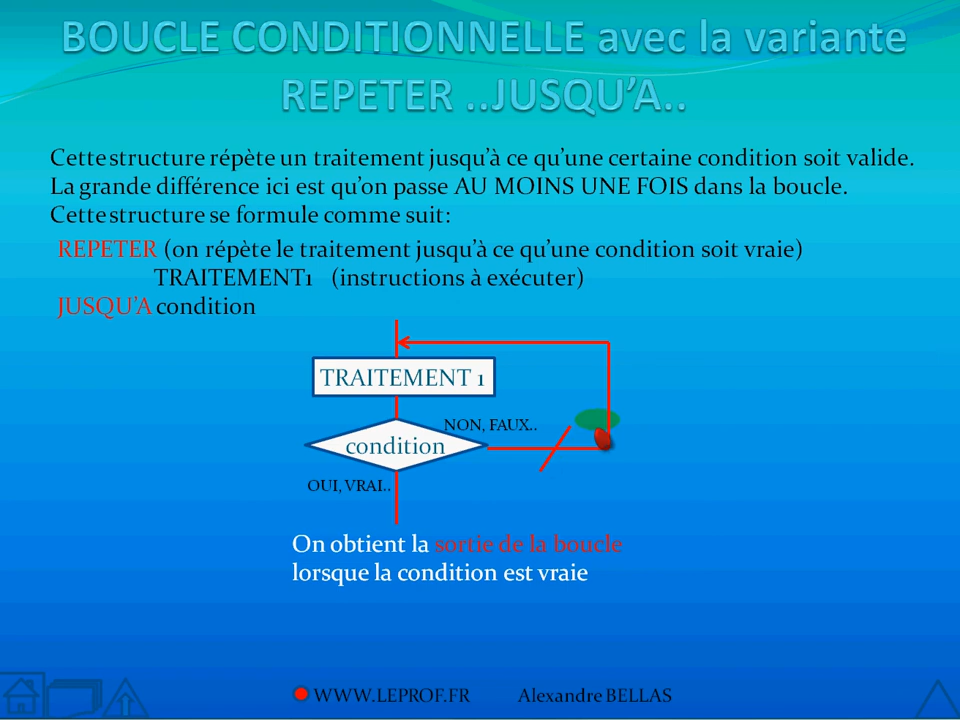 BOUCLE CONDITIONNELLE avec la variante
REPETER ..JUSQU’A..
Cette structure répète un traitement jusqu’à ce qu’une certaine condition soit valide.
La grande différence ici est qu’on passe AU MOINS UNE FOIS dans la boucle.
Cette structure se formule comme suit:
REPETER (on répète le traitement jusqu’à ce qu’une condition soit vraie)
TRAITEMENT1 (instructions à exécuter)
JUSQU’A condition
TRAITEMENT 1
NON, FAUX..
condition
OUI, VRAI..
On obtient la sortie de la boucle
lorsque la condition est vraie
WWW.LEPROF.FR Alexandre BELLAS